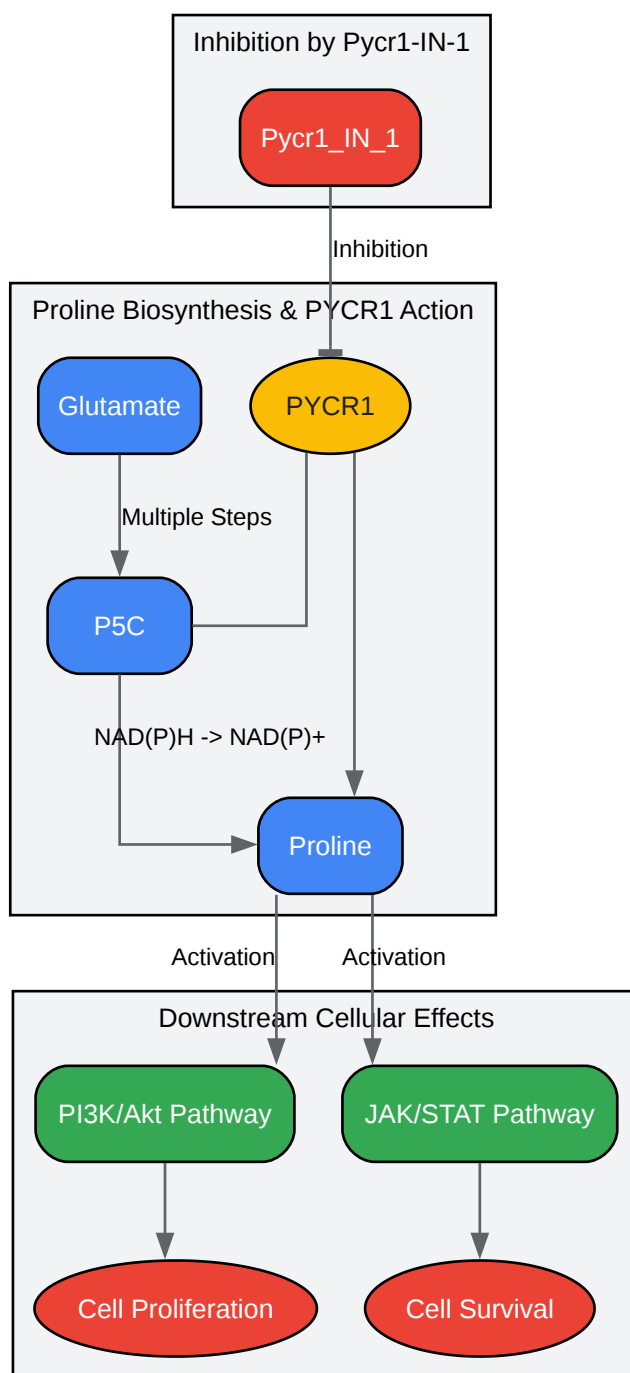 Inhibition by Pycr1-IN-1
Pycr1_IN_1
Inhibition
Proline Biosynthesis & PYCR1 Action
Glutamate
PYCR1
Multiple Steps
P5C
NAD(P)H -> NAD(P)+
Proline
Activation
Activation
Downstream Cellular Effects
PI3K/Akt Pathway
JAK/STAT Pathway
Cell Proliferation
Cell Survival